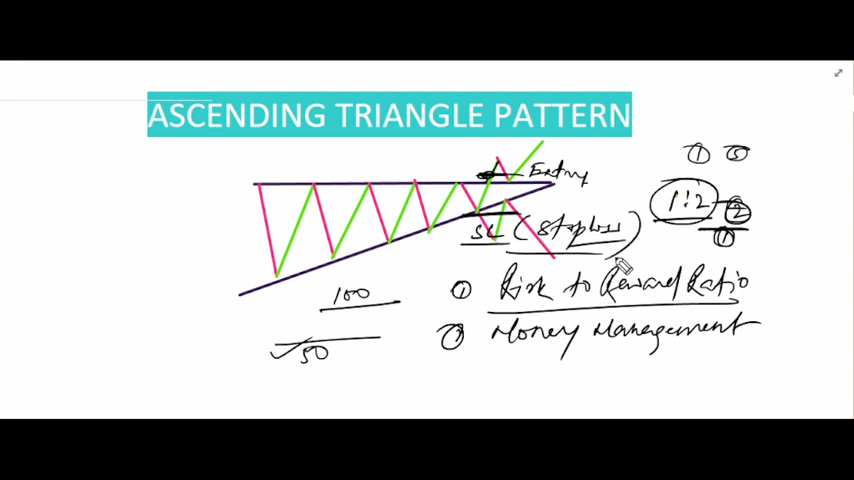 ASCENDING TRIANGLE PATTERN
Entry
① ⑤
1:2
②
①
SL (Stoploss)
① Risk to Reward Ratio
100
② Money Management
50